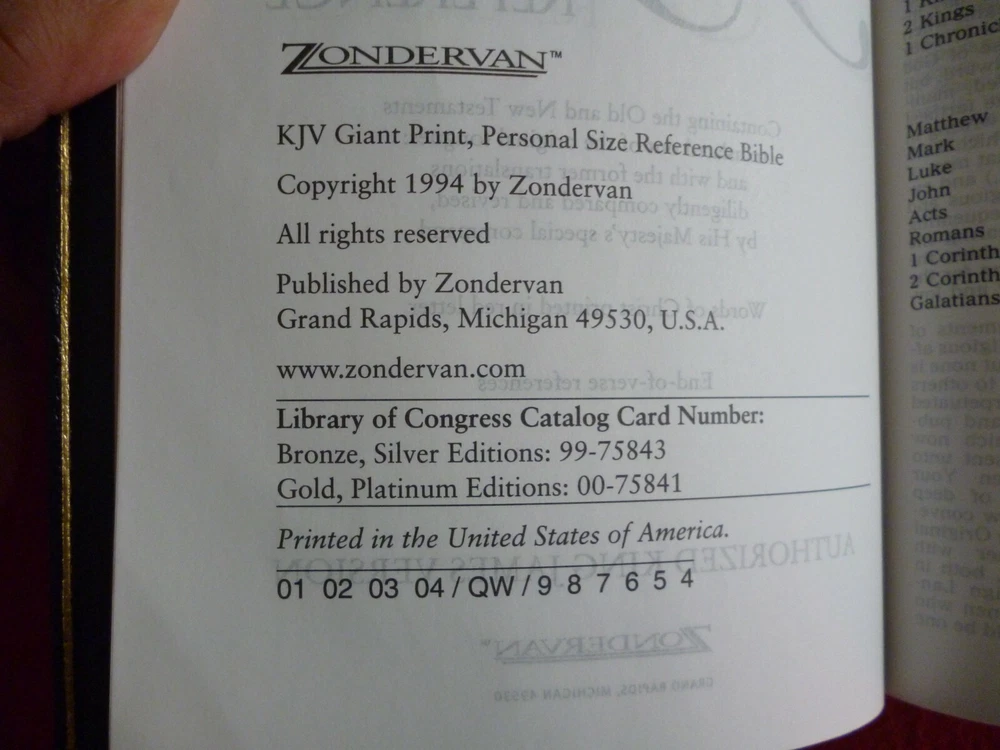 ZONDERVAN™
KJV Giant Print, Personal Size Reference Bible
Copyright 1994 by Zondervan
All rights reserved
Published by Zondervan
Grand Rapids, Michigan 49530, U.S.A.
www.zondervan.com
Library of Congress Catalog Card Number:
Bronze, Silver Editions: 99-75843
Gold, Platinum Editions: 00-75841
Printed in the United States of America.
01 02 03 04 / QW / 9 8 7 6 5 4
2 Kings
1 Chronic
Matthew
Mark
Luke
John
Acts
Romans
1 Corinth
2 Corinth
Galatians